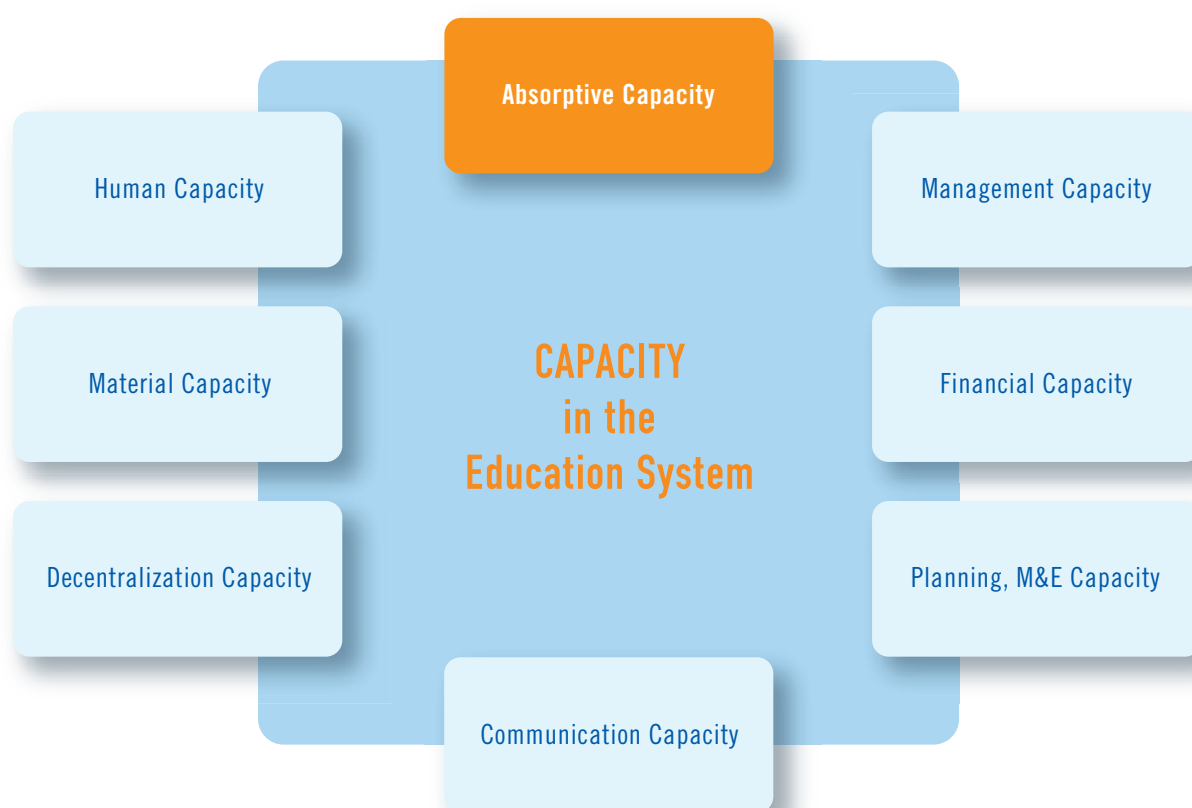 Absorptive Capacity
Human Capacity
Management Capacity
Material Capacity
CAPACITY
in the
Education System
Financial Capacity
Decentralization Capacity
Planning, M&E Capacity
Communication Capacity